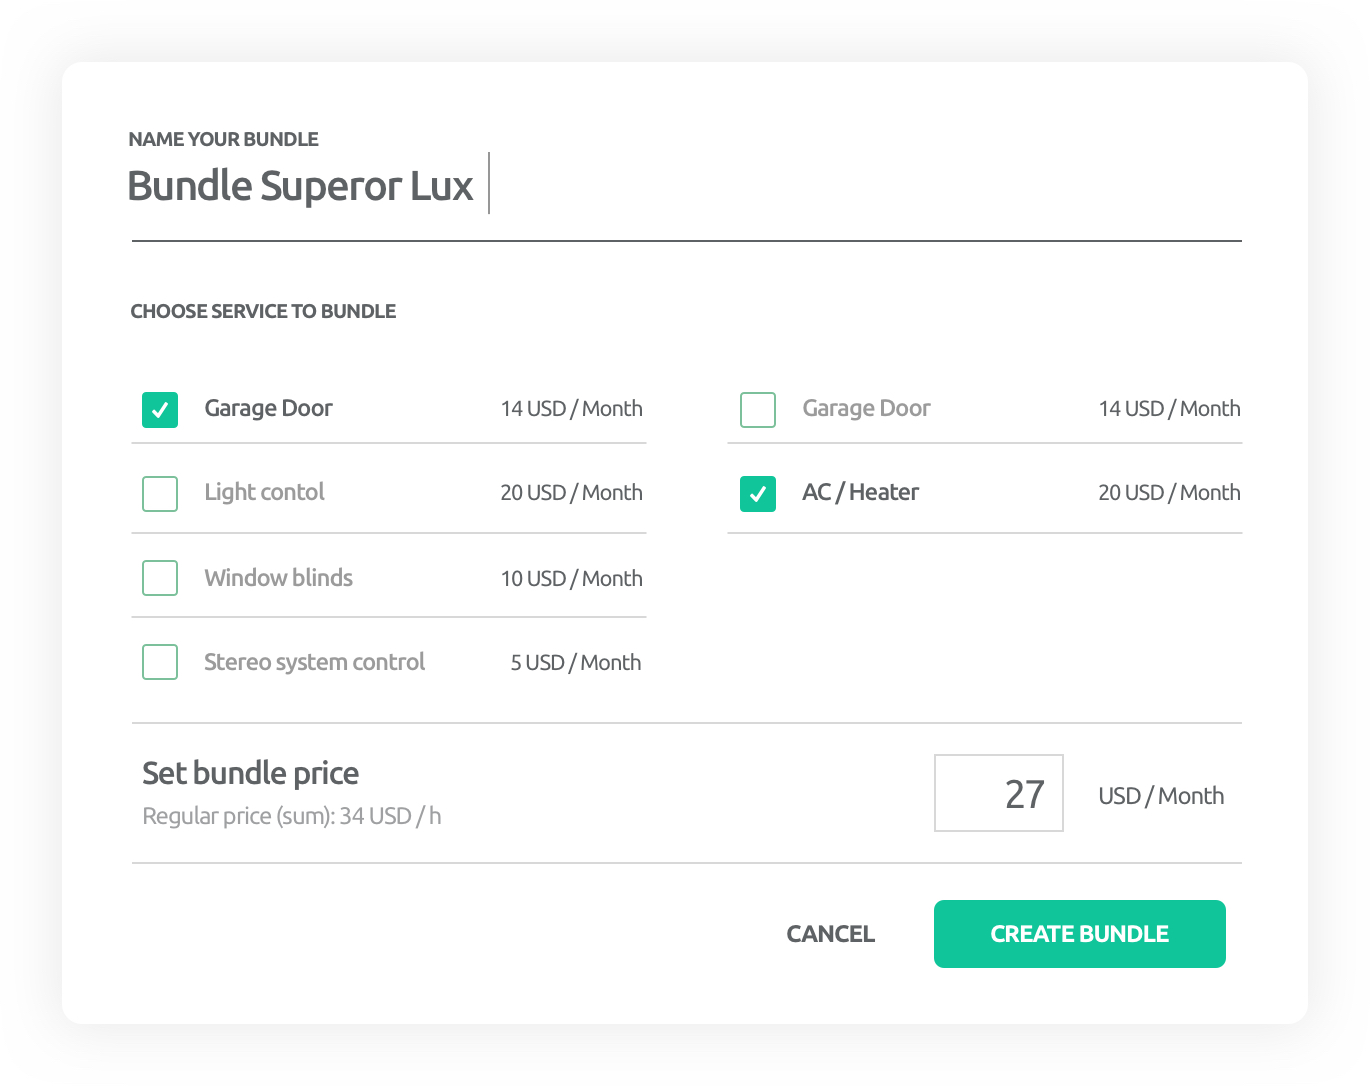 NAME YOUR BUNDLE
Bundle Superor Lux
CHOOSE SERVICE TO BUNDLE
Garage Door 14 USD / Month
Light contol 20 USD / Month
Window blinds 10 USD / Month
Stereo system control 5 USD / Month
Garage Door 14 USD / Month
AC / Heater 20 USD / Month
Set bundle price
Regular price (sum): 34 USD / h
27 USD / Month
CANCEL CREATE BUNDLE